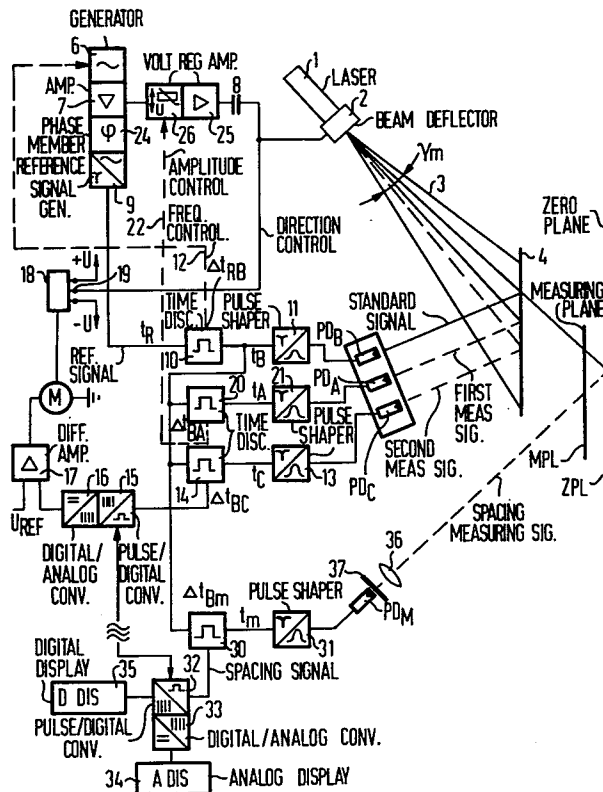 GENERATOR
6
VOLT REG AMP.
8
1
LASER
2
BEAM DEFLECTOR
AMP.
7
PHASE
MEMBER
24
φ
U
26
25
REFERENCE
SIGNAL GEN.
9
AMPLITUDE
CONTROL
γm
3
ZERO
PLANE
22
FREQ.
CONTROL
DIRECTION
CONTROL
4
MEASURING
PLANE
+U
18
19
-U
12
ΔtRB
TIME
DISC.
PULSE
SHAPER
11
STANDARD
SIGNAL
REF.
SIGNAL
tR
10
tB
PDB
20
tA
21
PDA
FIRST
MEAS SIG.
M
ΔtBA
TIME
DISC.
PULSE
SHAPER
SECOND
MEAS SIG.
DIFF.
AMP.
17
Δ
tC
14
13
PDC
MPL
ZPL
UREF
16
15
ΔtBC
DIGITAL/
ANALOG CONV.
PULSE/
DIGITAL
CONV.
SPACING
MEASURING SIG.
36
37
PDM
ΔtBm
PULSE SHAPER
tm
30
31
DIGITAL DISPLAY
35
SPACING SIGNAL
D DIS
32
33
PULSE/DIGITAL
CONV.
DIGITAL/ANALOG CONV.
34
A DIS
ANALOG DISPLAY